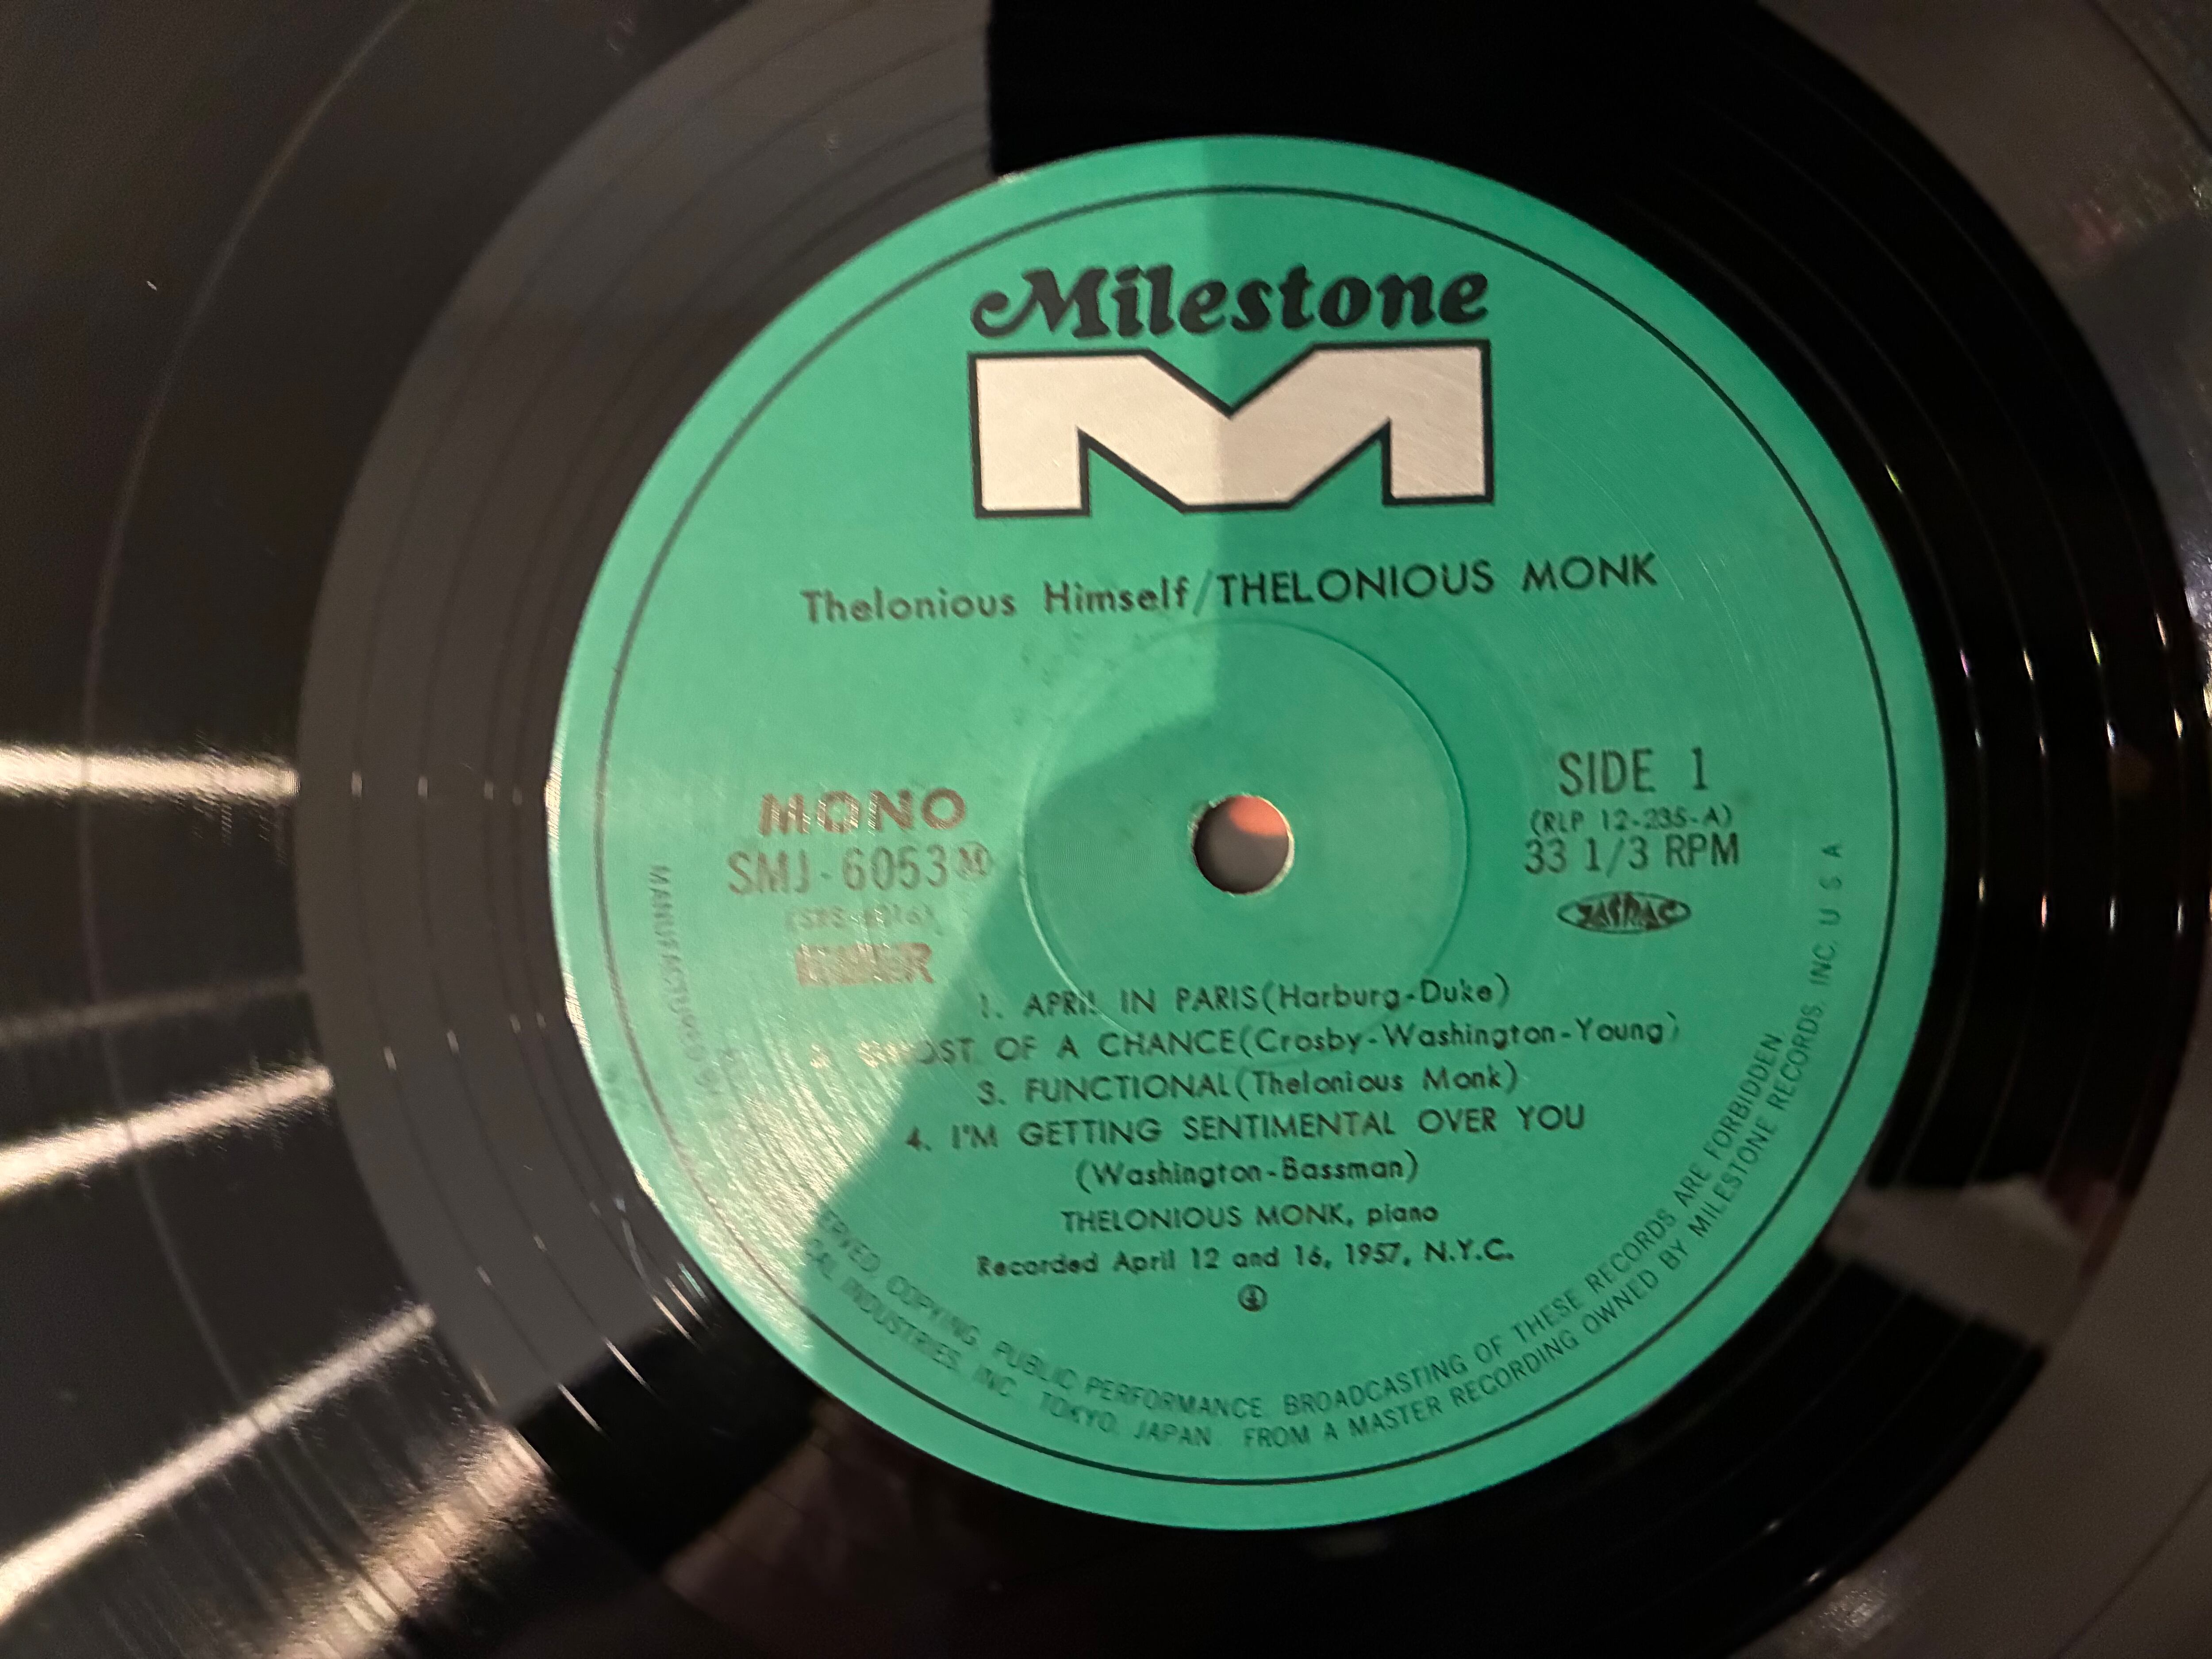 Milestone
M
Thelonious Himself/THELONIOUS MONK
MONO
SMJ-6053Ⓜ
SIDE 1
(RLP 12-235-A)
33 1/3 RPM
1. APRIL IN PARIS(Harburg-Duke)
GHOST OF A CHANCE(Crosby-Washington-Young)
3. FUNCTIONAL(Thelonious Monk)
4. I'M GETTING SENTIMENTAL OVER YOU
(Washington-Bassman)
THELONIOUS MONK, piano
Recorded April 12 and 16, 1957, N.Y.C.
COPYING, PUBLIC PERFORMANCE, BROADCASTING OF THESE RECORDS ARE FORBIDDEN.
MANUFACTURED
INDUSTRIES, INC., TOKYO, JAPAN. FROM A MASTER RECORDING OWNED BY MILESTONE RECORDS, INC. U S A